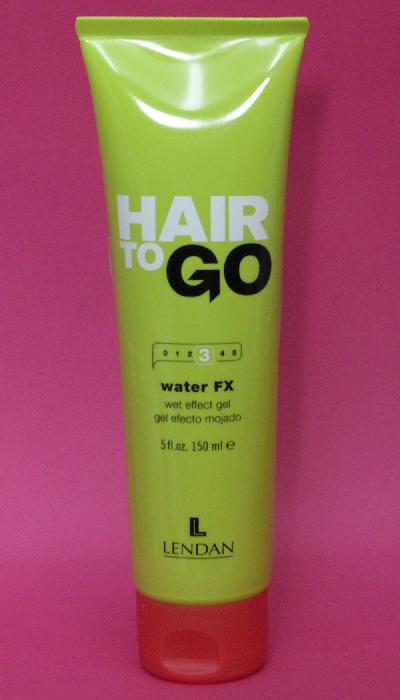 HAIR
TO GO
0 1 2 3 4 5
water FX
wet effect gel
gel efecto mojado
5 fl.oz. 150 ml e
L
LENDAN